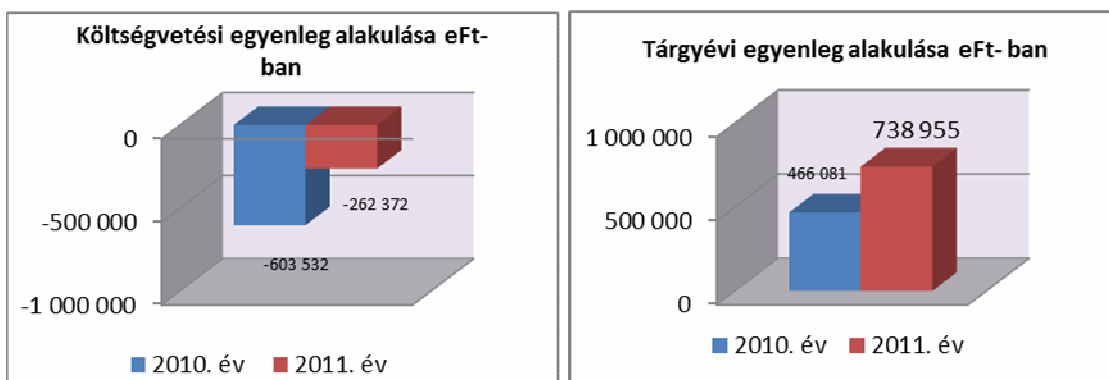 Költségvetési egyenleg alakulása eFt-
ban
0
-500 000
-1 000 000
-262 372
-603 532
2010. év
2011. év
Tárgyévi egyenleg alakulása eFt- ban
1 000 000
500 000
0
466 081
738 955
2010. év
2011. év